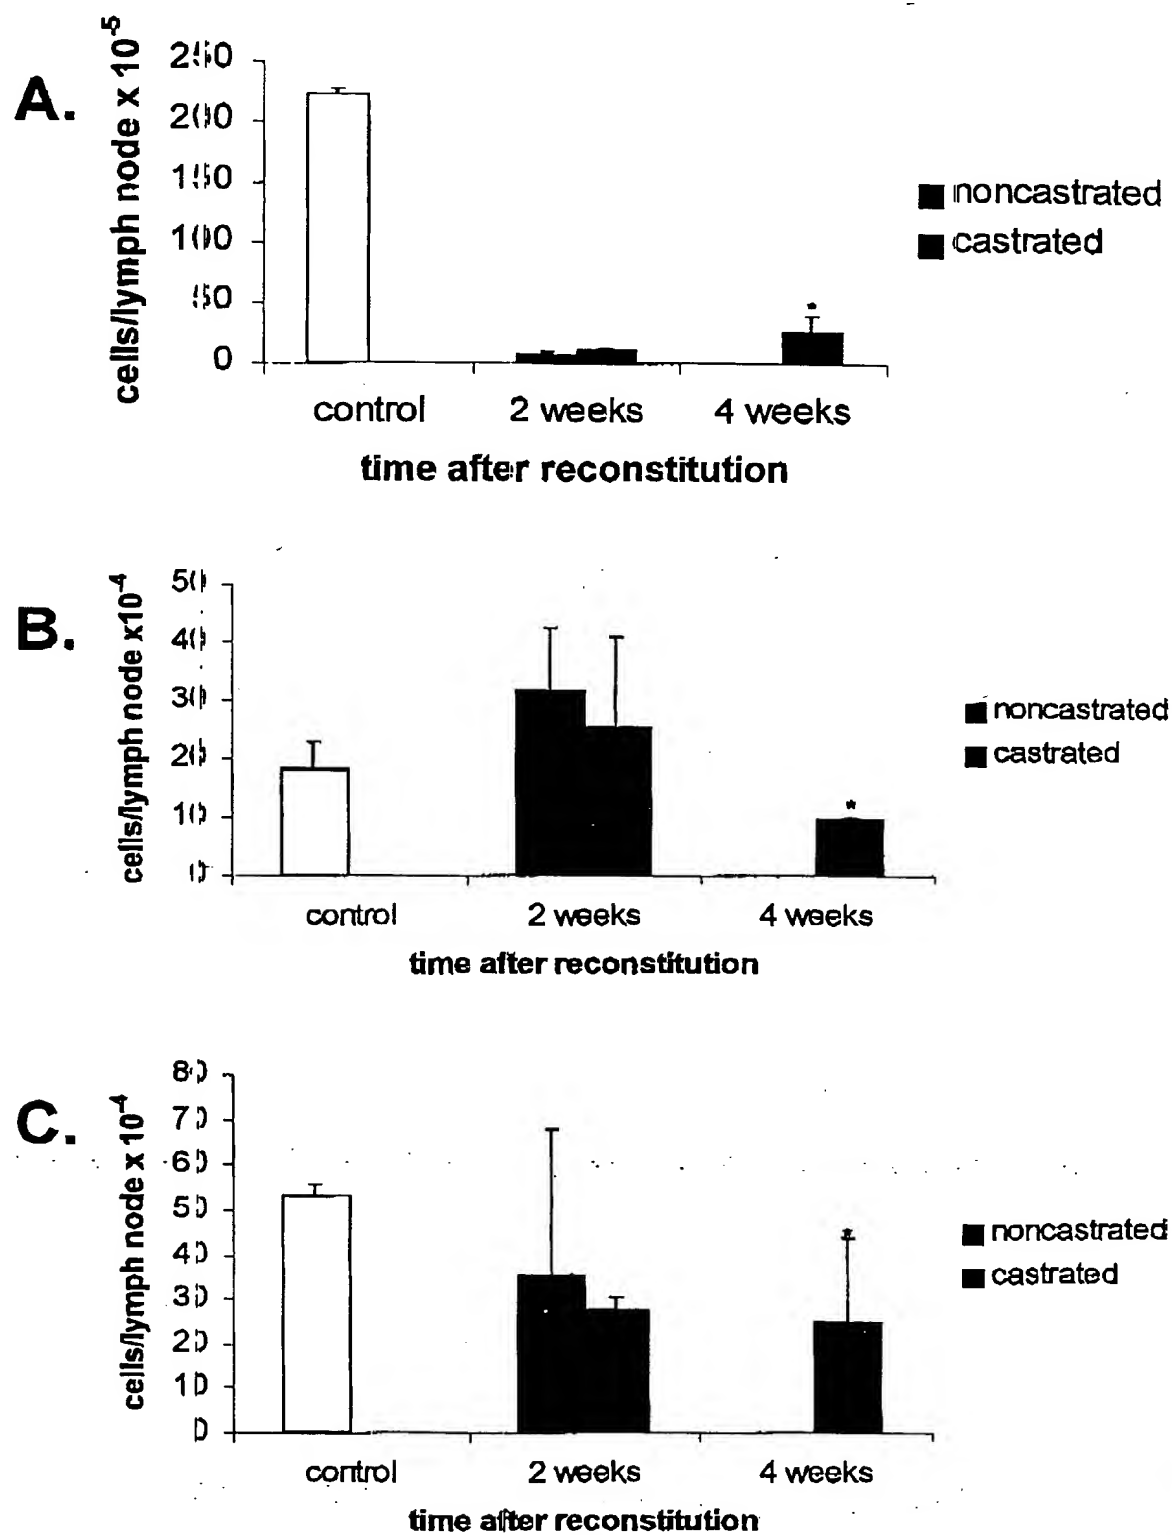 A.
cells/lymph node x 10-5
250
200
150
100
50
0
control 2 weeks 4 weeks
*
time after reconstitution
noncastrated
castrated
B.
cells/lymph node x10-4
50
40
30
20
10
0
control 2 weeks 4 weeks
*
time after reconstitution
noncastrated
castrated
C.
cells/lymph node x 10-4
80
70
60
50
40
30
20
10
0
control 2 weeks 4 weeks
*
time after reconstitution
noncastrated
castrated